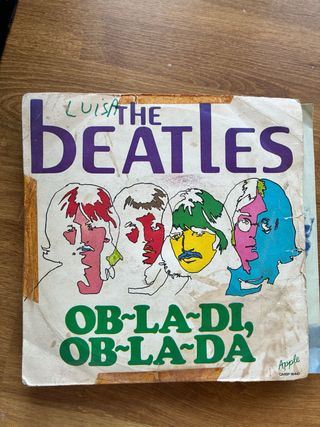 LUISA
THE
BEATLES
OB~LA~DI,
OB~LA~DA
Apple